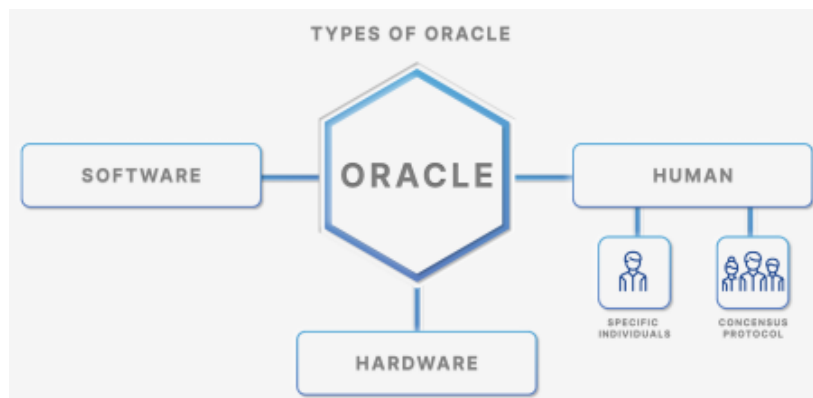 TYPES OF ORACLE
SOFTWARE
ORACLE
HUMAN
SPECIFIC
INDIVIDUALS
CONCENSUS
PROTOCOL
HARDWARE